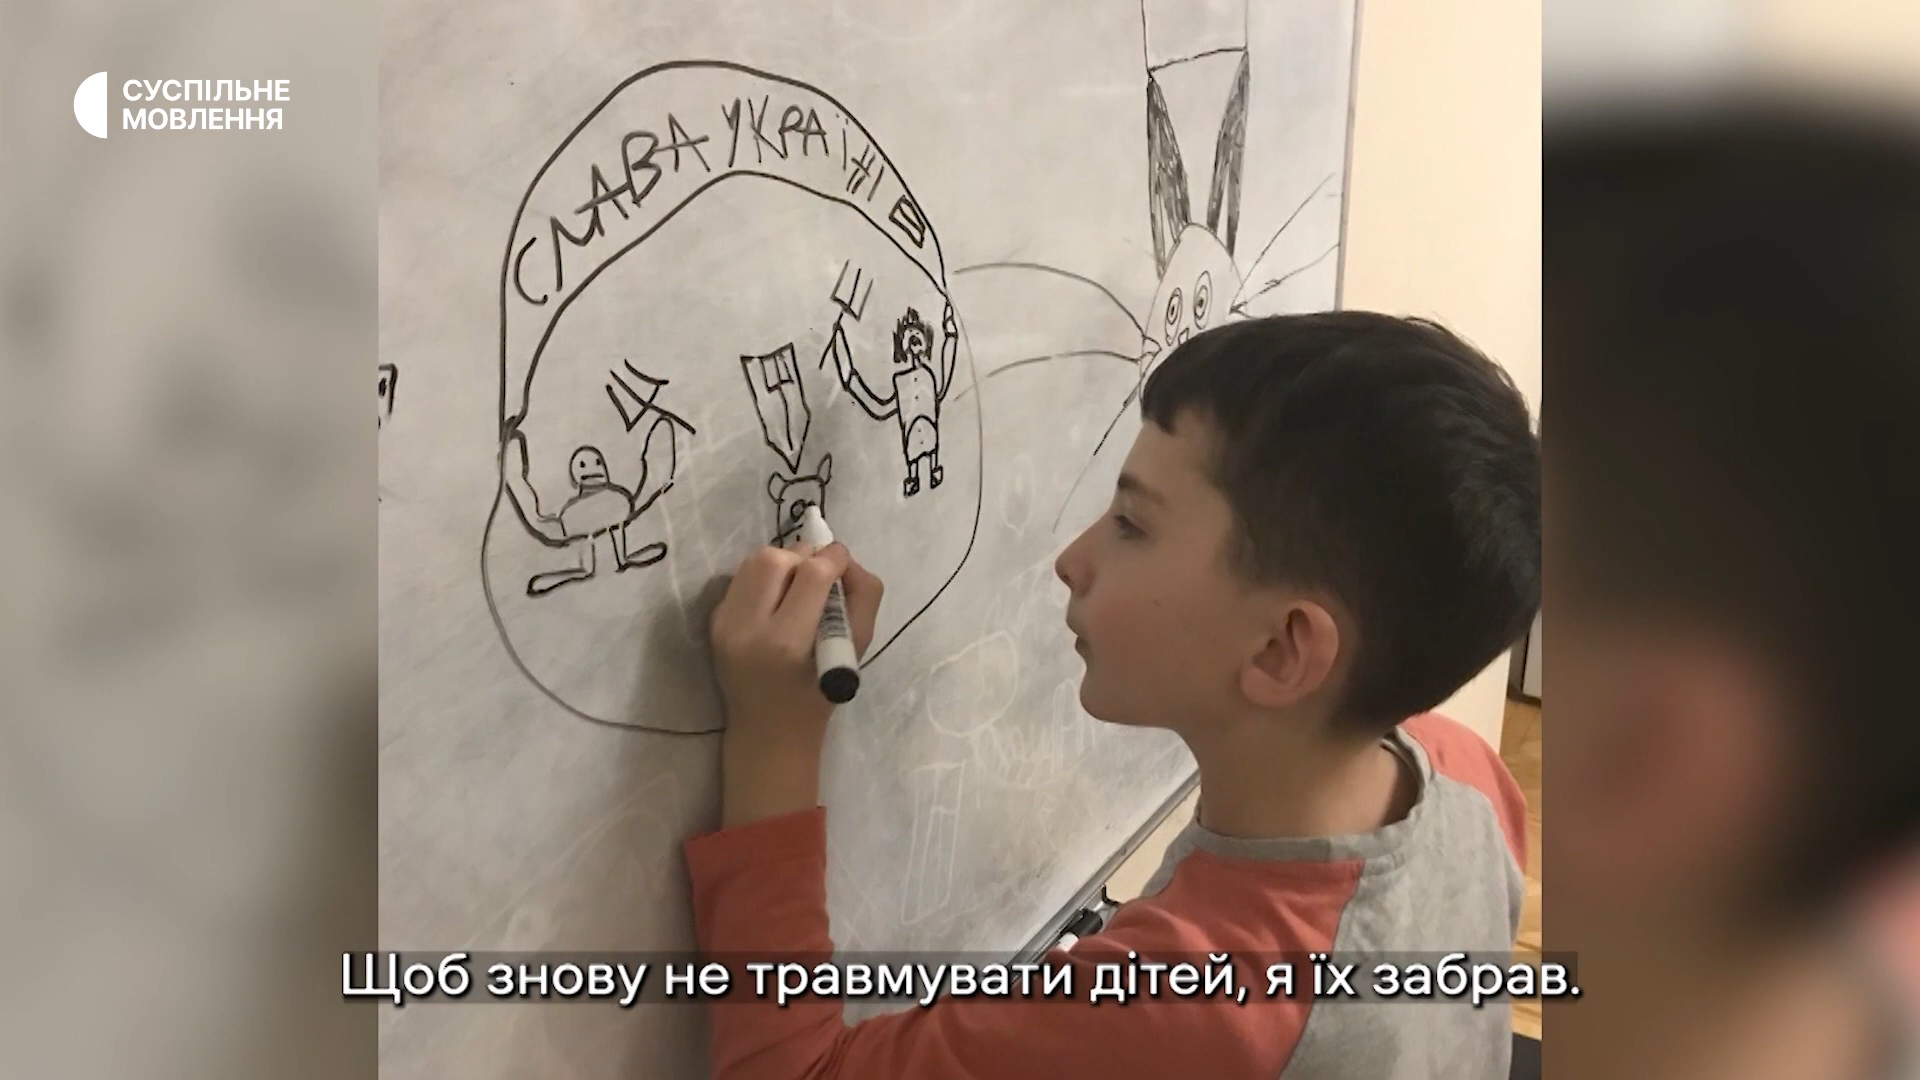 СУСПІЛЬНЕ
МОВЛЕННЯ
СЛАВА УКРАЇНІ
Щоб знову не травмувати дітей, я їх забрав.